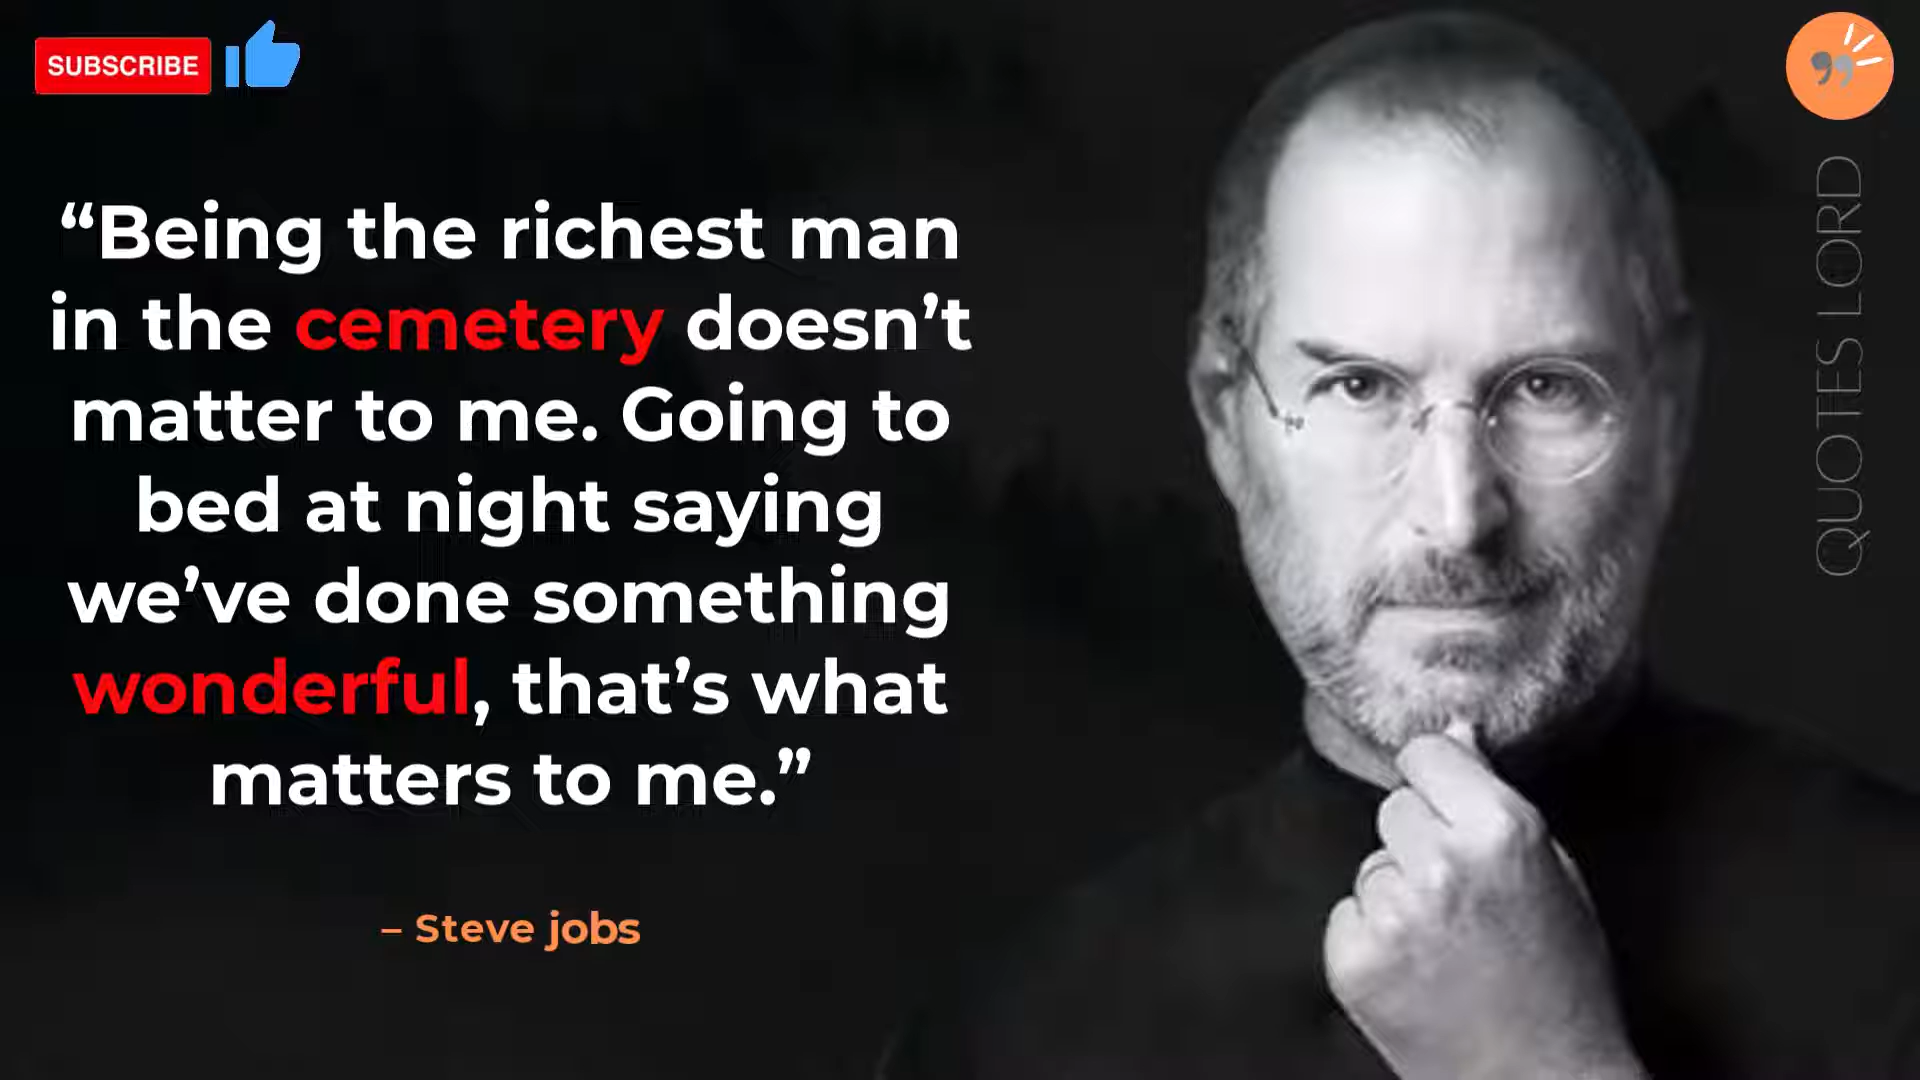 SUBSCRIBE
“Being the richest man
in the cemetery doesn’t
matter to me. Going to
bed at night saying
we’ve done something
wonderful, that’s what
matters to me.”
– Steve jobs
QUOTES LORD